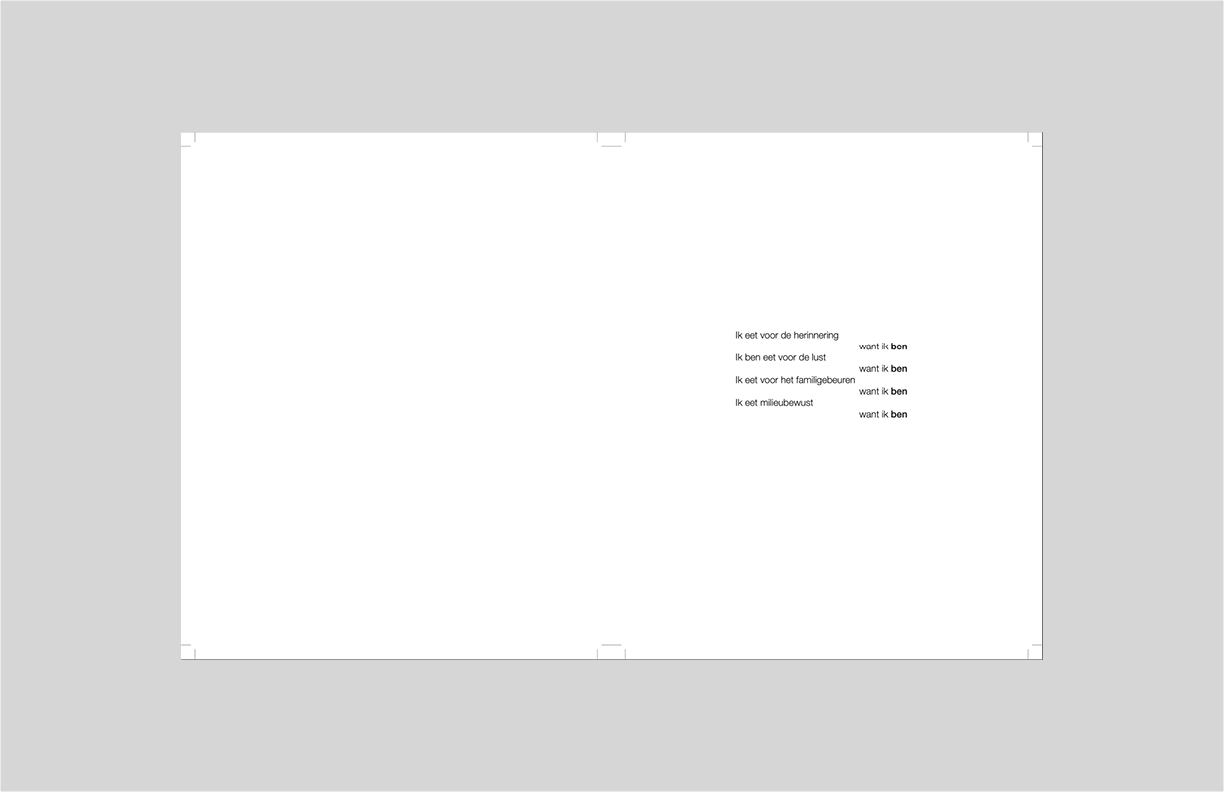 Ik eet voor de herinnering
want ik ben
Ik ben eet voor de lust
want ik ben
Ik eet voor het familigebeuren
want ik ben
Ik eet milieubewust
want ik ben